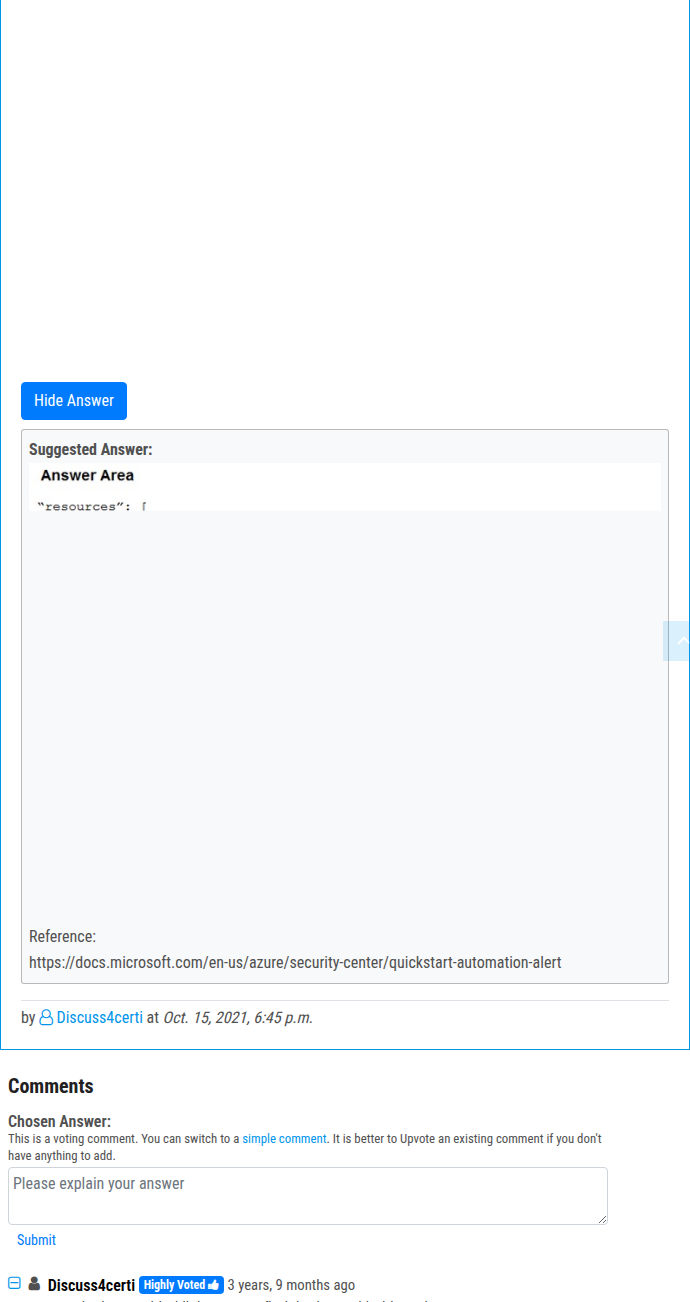 Hide Answer
Suggested Answer:
Answer Area
"resources": [
Reference:
https://docs.microsoft.com/en-us/azure/security-center/quickstart-automation-alert
by Discuss4certi at Oct. 15, 2021, 6:45 p.m.
Comments
Chosen Answer:
This is a voting comment. You can switch to a simple comment. It is better to Upvote an existing comment if you don't
have anything to add.
Please explain your answer
Submit
Discuss4certi Highly Voted 3 years, 9 months ago